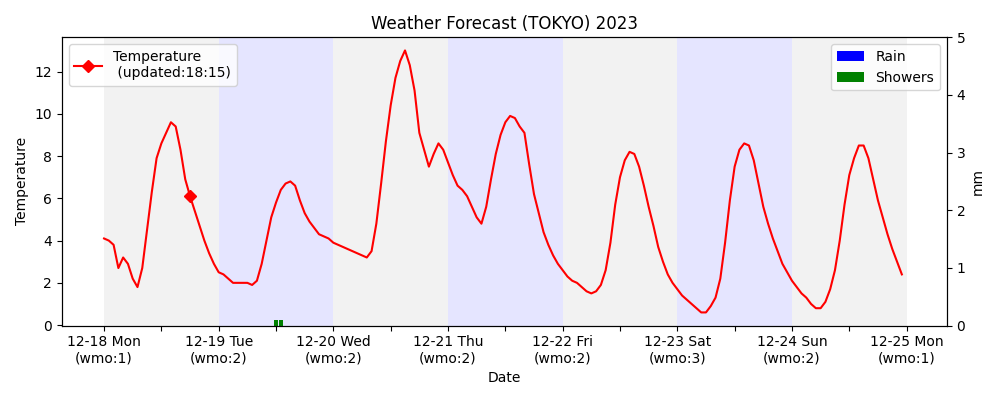 Weather Forecast (TOKYO) 2023
Temperature
(updated:18:15)
Rain
Showers
Temperature
12
10
8
6
4
2
0
5
4
3
2
1
0
mm
12-18 Mon
(wmo:1)
12-19 Tue
(wmo:2)
12-20 Wed
(wmo:2)
12-21 Thu
(wmo:2)
12-22 Fri
(wmo:2)
12-23 Sat
(wmo:3)
12-24 Sun
(wmo:2)
12-25 Mon
(wmo:1)
Date